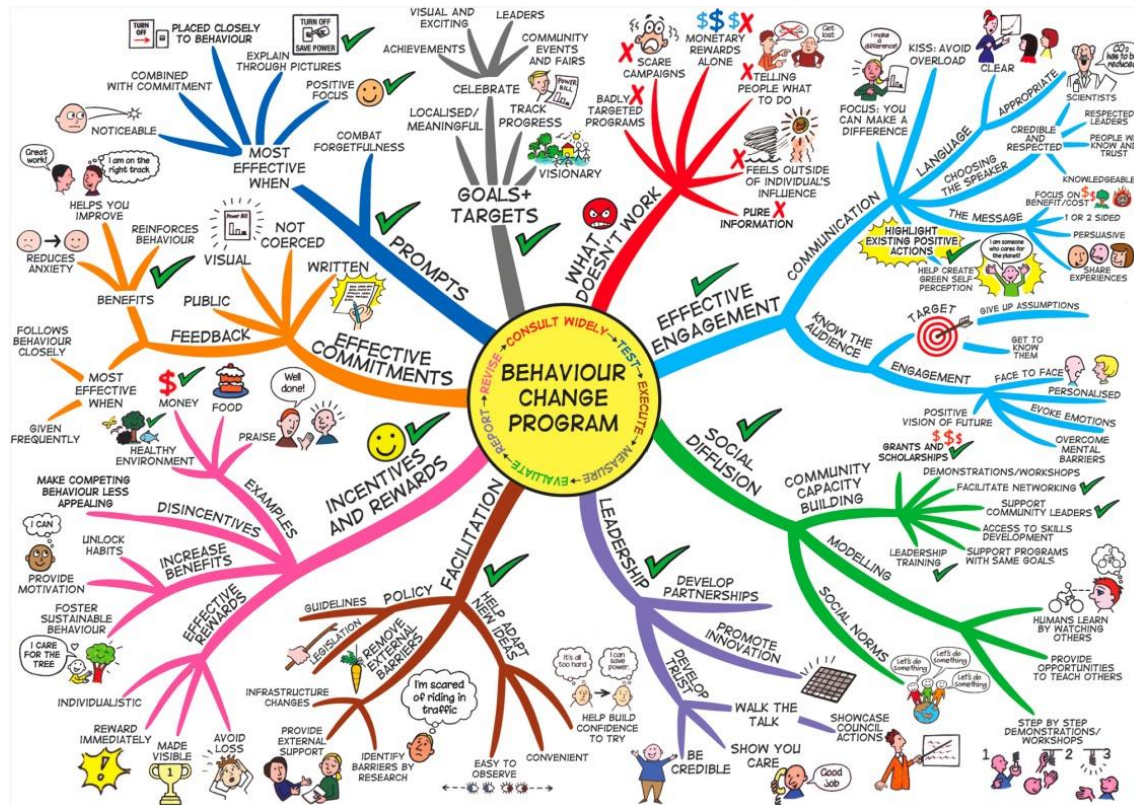 BEHAVIOUR
CHANGE
PROGRAM
CONSULT WIDELY→TEST→EXECUTE→MEASURE→EVALUATE→REPORT→REVISE→
PROMPTS
COMBAT
FORGETFULNESS
MOST
EFFECTIVE
WHEN
NOTICEABLE
COMBINED
WITH COMMITMENT
TURN
OFF
PLACED CLOSELY
TO BEHAVIOUR
EXPLAIN
THROUGH PICTURES
TURN OFF
SAVE POWER
POSITIVE
FOCUS
GOALS+
TARGETS
LOCALISED/
MEANINGFUL
CELEBRATE
ACHIEVEMENTS
VISUAL AND
EXCITING
LEADERS
COMMUNITY
EVENTS
AND FAIRS
TRACK
PROGRESS
POWER
BILL
VISIONARY
WHAT
DOESN'T WORK
BADLY
TARGETED
PROGRAMS
SCARE
CAMPAIGNS
$$$
MONETARY
REWARDS
ALONE
Get
lost
TELLING
PEOPLE WHAT
TO DO
FEELS OUTSIDE
OF INDIVIDUAL'S
INFLUENCE
PURE
INFORMATION
EFFECTIVE
ENGAGEMENT
COMMUNICATION
I make
a
difference!
FOCUS: YOU
CAN MAKE A
DIFFERENCE
LANGUAGE
KISS: AVOID
OVERLOAD
CLEAR
APPROPRIATE
CHOOSING
THE SPEAKER
CREDIBLE
AND
RESPECTED
CO2
has to be
reduced
SCIENTISTS
RESPECTED
LEADERS
PEOPLE WE
KNOW AND
TRUST
KNOWLEDGEABLE
THE MESSAGE
FOCUS ON
BENEFIT/COST
$$
1 OR 2 SIDED
PERSUASIVE
SHARE
EXPERIENCES
HIGHLIGHT
EXISTING POSITIVE
ACTIONS
HELP CREATE
GREEN SELF
PERCEPTION
I am someone
who cares for
the planet!
KNOW THE
AUDIENCE
TARGET
GIVE UP ASSUMPTIONS
GET TO
KNOW
THEM
ENGAGEMENT
FACE TO FACE
PERSONALISED
EVOKE EMOTIONS
OVERCOME
MENTAL
BARRIERS
POSITIVE
VISION OF FUTURE
SOCIAL
DIFFUSION
COMMUNITY
CAPACITY
BUILDING
$$$
GRANTS AND
SCHOLARSHIPS
DEMONSTRATIONS/WORKSHOPS
FACILITATE NETWORKING
SUPPORT
COMMUNITY LEADERS
ACCESS TO SKILLS
DEVELOPMENT
SUPPORT PROGRAMS
WITH SAME GOALS
LEADERSHIP
TRAINING
MODELLING
HUMANS LEARN
BY WATCHING
OTHERS
PROVIDE
OPPORTUNITIES
TO TEACH OTHERS
STEP BY STEP
DEMONSTRATIONS/
WORKSHOPS
1
2
3
SOCIAL
NORMS
Let's do
something
Let's do
something
Let's do
something
LEADERSHIP
DEVELOP
PARTNERSHIPS
PROMOTE
INNOVATION
DEVELOP
TRUST
WALK THE
TALK
SHOWCASE
COUNCIL
ACTIONS
SHOW YOU
CARE
Good
job
BE
CREDIBLE
FACILITATION
HELP ADAPT
NEW IDEAS
It's all
too hard
I can
save
power.
HELP BUILD
CONFIDENCE
TO TRY
CONVENIENT
EASY TO
OBSERVE
POLICY
GUIDELINES
LEGISLATION
REMOVE
EXTERNAL
BARRIERS
INFRASTRUCTURE
CHANGES
PROVIDE
EXTERNAL
SUPPORT
IDENTIFY
BARRIERS BY
RESEARCH
I'm scared
of riding in
traffic
INCENTIVES
AND REWARDS
EXAMPLES
HEALTHY
ENVIRONMENT
$
MONEY
FOOD
PRAISE
Well
done!
DISINCENTIVES
MAKE COMPETING
BEHAVIOUR LESS
APPEALING
INCREASE
BENEFITS
UNLOCK
HABITS
I CAN
PROVIDE
MOTIVATION
FOSTER
SUSTAINABLE
BEHAVIOUR
EFFECTIVE
REWARDS
I CARE
FOR THE
TREE
INDIVIDUALISTIC
REWARD
IMMEDIATELY
!
MADE
VISIBLE
1
AVOID
LOSS
EFFECTIVE
COMMITMENTS
WRITTEN
NOT
COERCED
VISUAL
Power Bill
PUBLIC
FEEDBACK
BENEFITS
REDUCES
ANXIETY
HELPS YOU
IMPROVE
Great
work!
I am on the
right track
REINFORCES
BEHAVIOUR
MOST
EFFECTIVE
WHEN
FOLLOWS
BEHAVIOUR
CLOSELY
GIVEN
FREQUENTLY